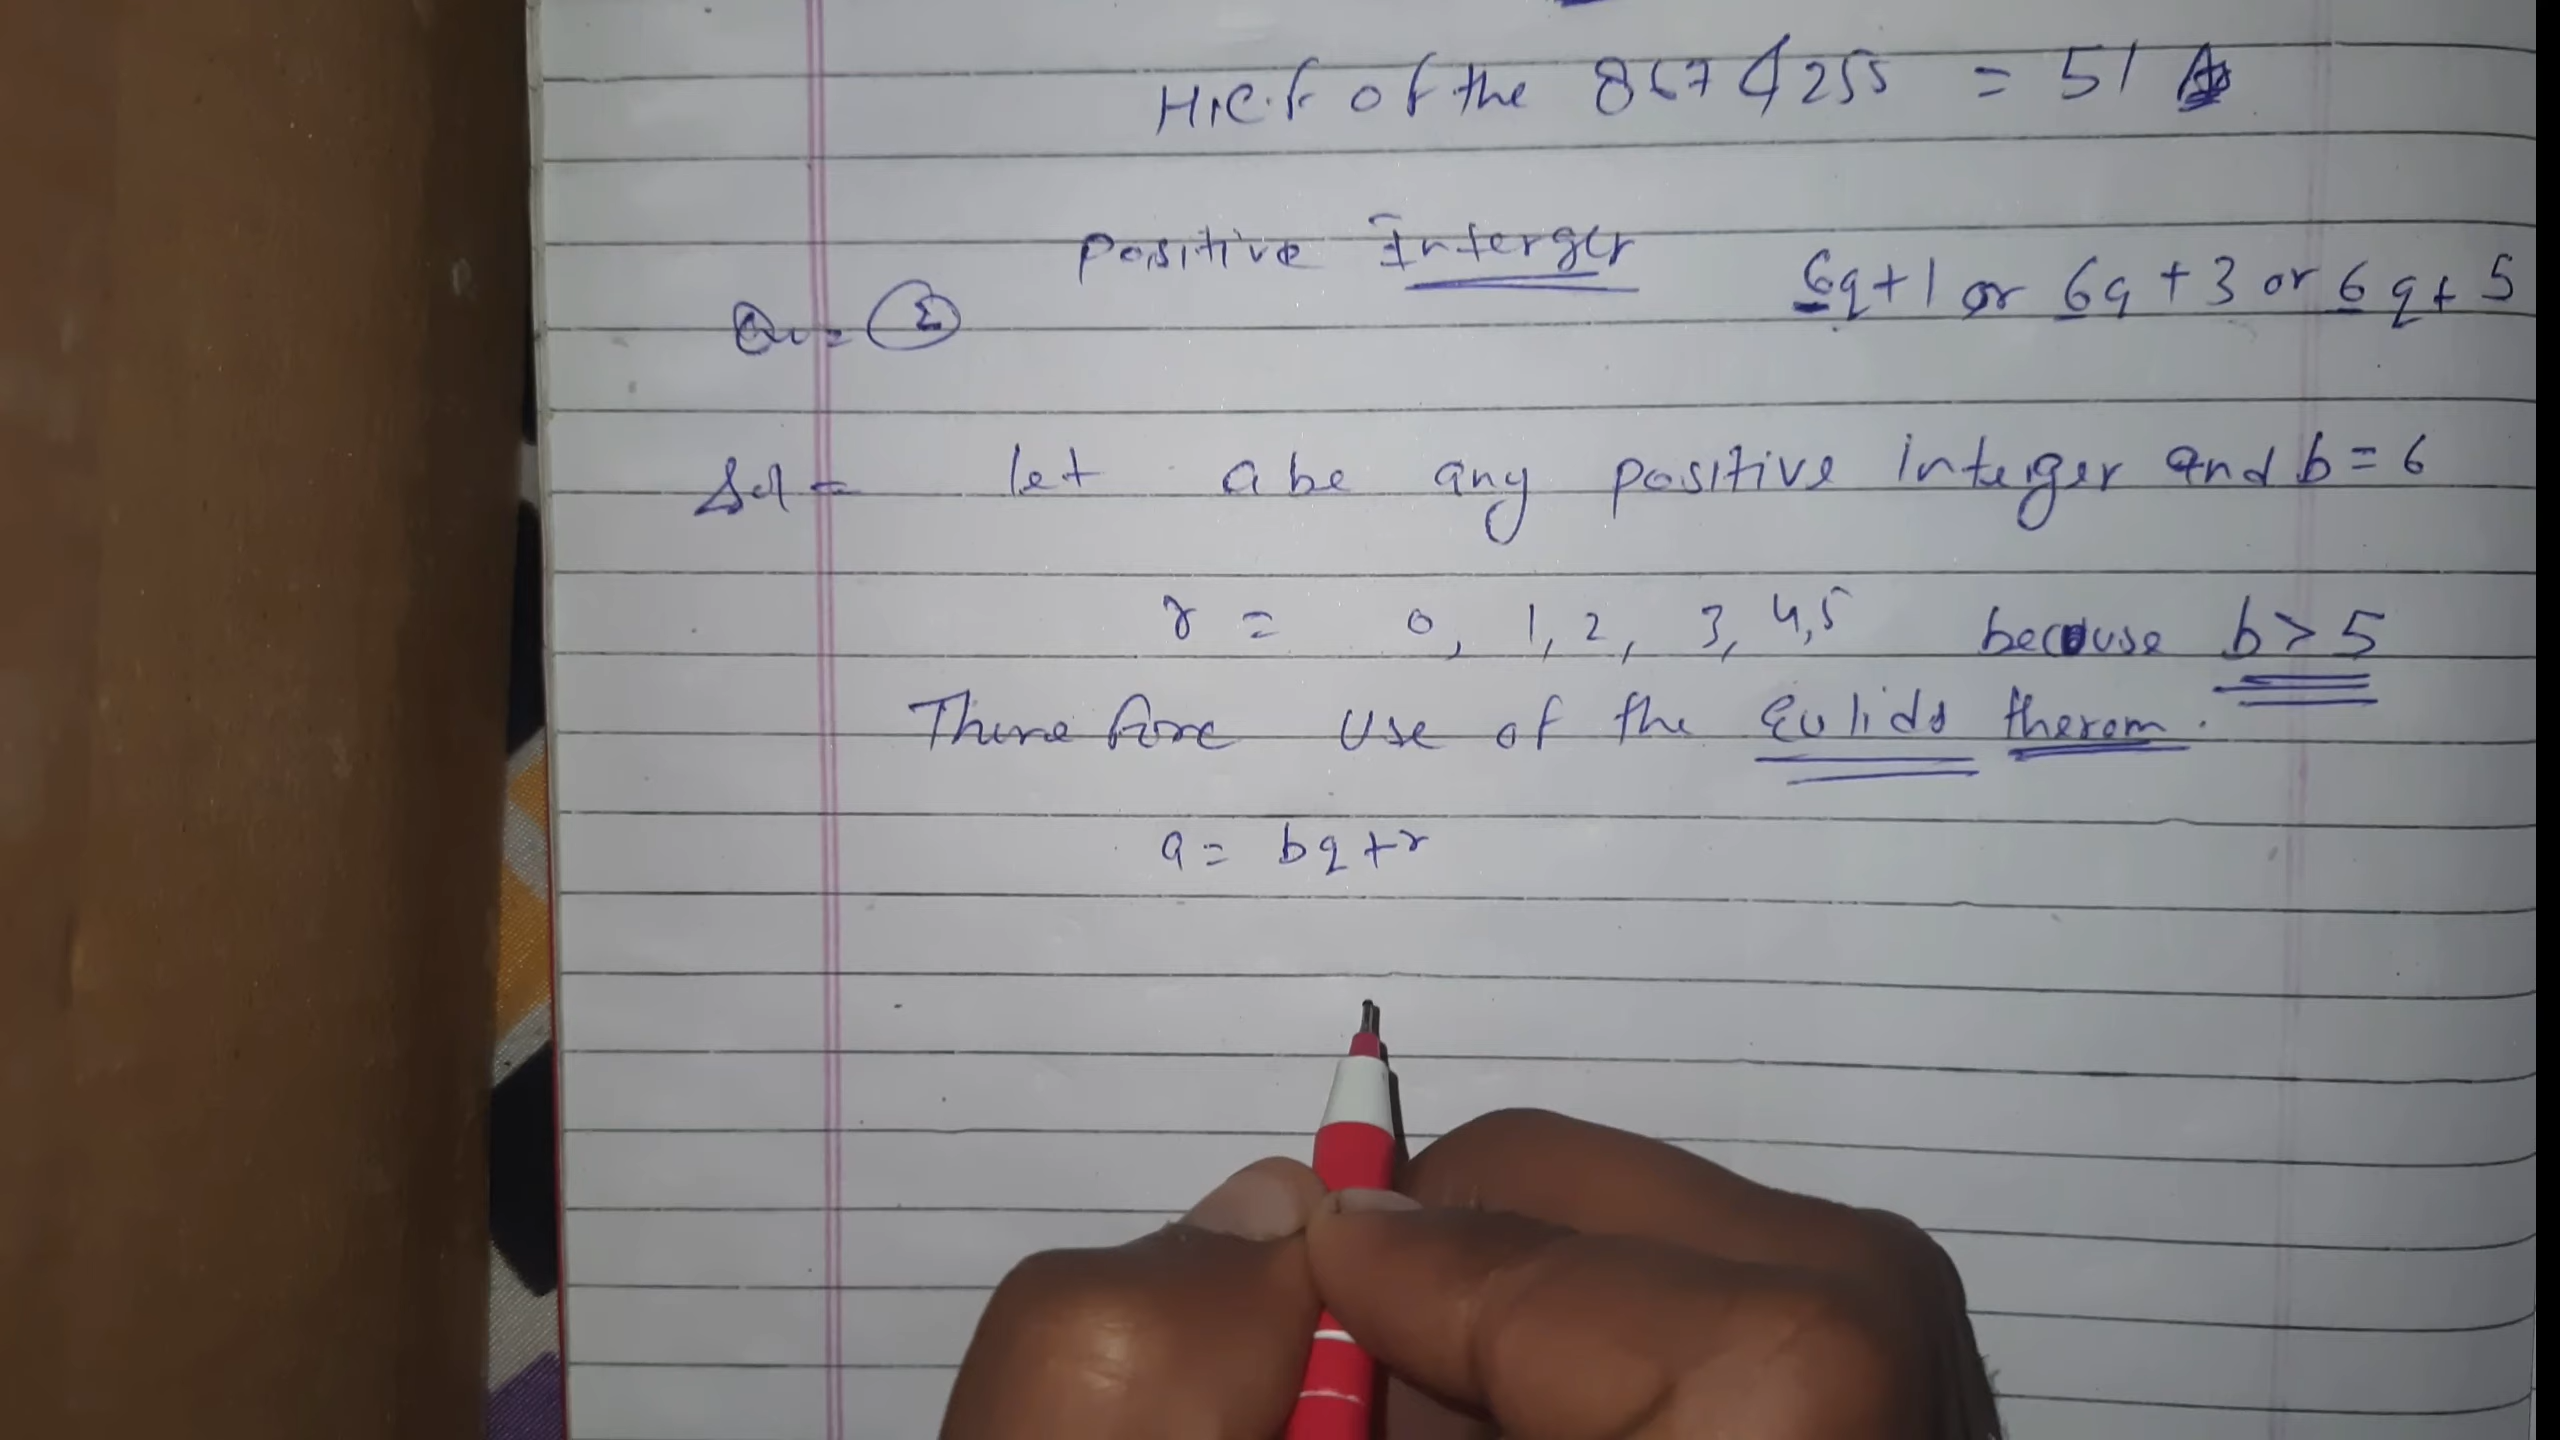 H.C.F of the 867 & 255 = 51
Positive Interger 6q+1 or 6q+3 or 6q+5
Qu= 2
Sol= let a be any positive integer and b=6
r = 0, 1, 2, 3, 4,5 because b>5
Therefore Use of the Eulids therom.
a= bq+r